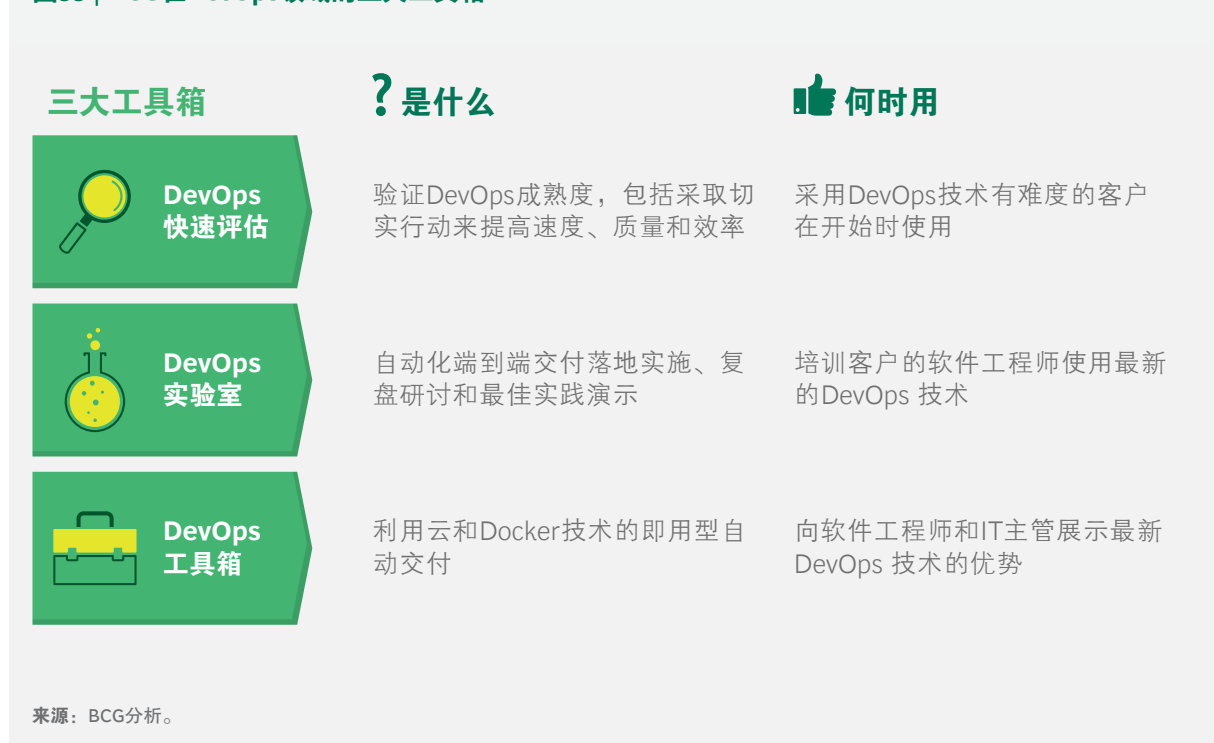 三大工具箱
? 是什么
何时用
DevOps
快速评估
验证DevOps成熟度，包括采取切
实行动来提高速度、质量和效率
采用DevOps技术有难度的客户
在开始时使用
DevOps
实验室
自动化端到端交付落地实施、复
盘研讨和最佳实践演示
培训客户的软件工程师使用最新
的DevOps 技术
DevOps
工具箱
利用云和Docker技术的即用型自
动交付
向软件工程师和IT主管展示最新
DevOps 技术的优势
来源：BCG分析。